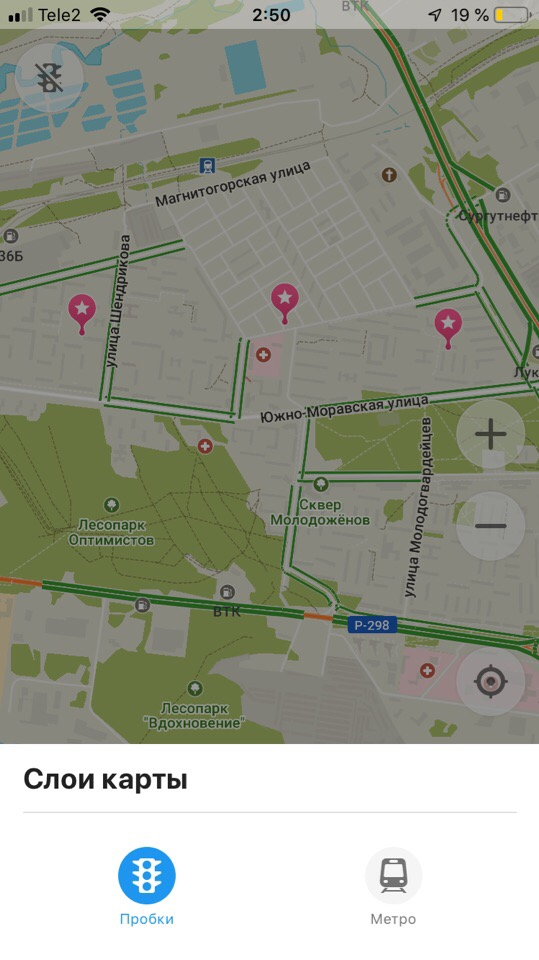 Tele2 2:50 19 %
ВТК
Магнитогорская улица
Сургутнефт
36Б
улица Шендрикова
Лук
Южно-Моравская улица
улица Молодогвардейцев
Сквер
Молодожёнов
Лесопарк
Оптимистов
ВТК
Р-298
Лесопарк
"Вдохновение"
Слои карты
Пробки
Метро